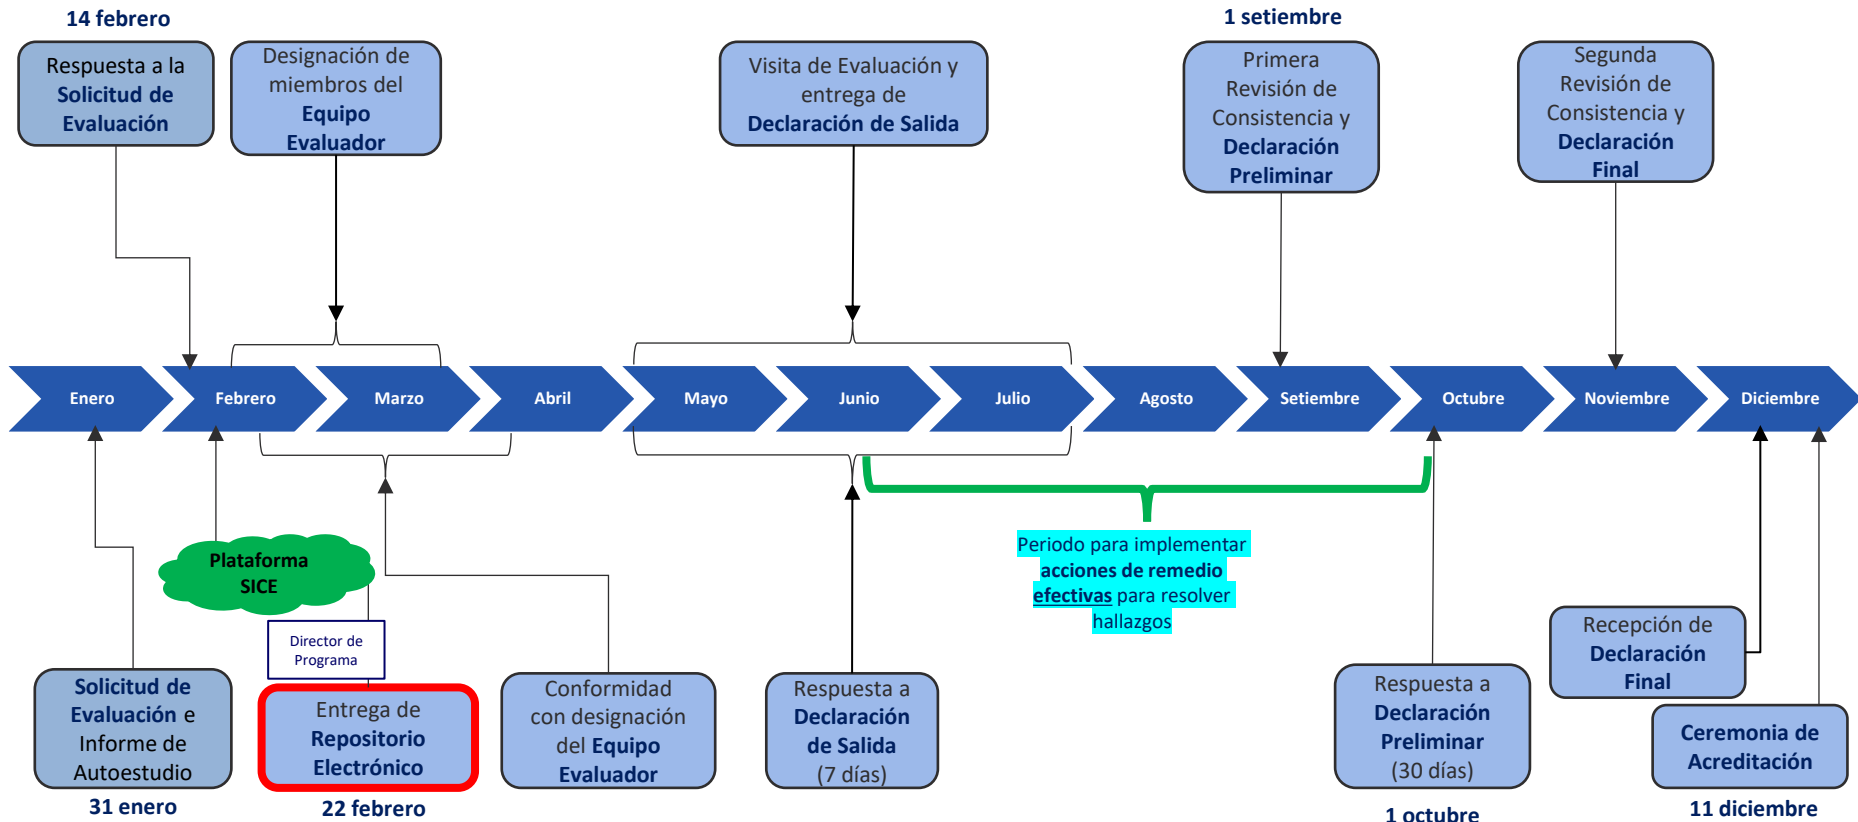 14 febrero
1 setiembre
Respuesta a la
Solicitud de
Evaluación
Designación de
miembros del
Equipo
Evaluador
Visita de Evaluación y
entrega de
Declaración de Salida
Primera
Revisión de
Consistencia y
Declaración
Preliminar
Segunda
Revisión de
Consistencia y
Declaración
Final
Enero
Febrero
Marzo
Abril
Mayo
Junio
Julio
Agosto
Setiembre
Octubre
Noviembre
Diciembre
Plataforma
SICE
Periodo para implementar
acciones de remedio
efectivas para resolver
hallazgos
Director de
Programa
Solicitud de
Evaluación e
Informe de
Autoestudio
31 enero
Entrega de
Repositorio
Electrónico
22 febrero
Conformidad
con designación
del Equipo
Evaluador
Respuesta a
Declaración
de Salida
(7 días)
Respuesta a
Declaración
Preliminar
(30 días)
1 octubre
Recepción de
Declaración
Final
Ceremonia de
Acreditación
11 diciembre